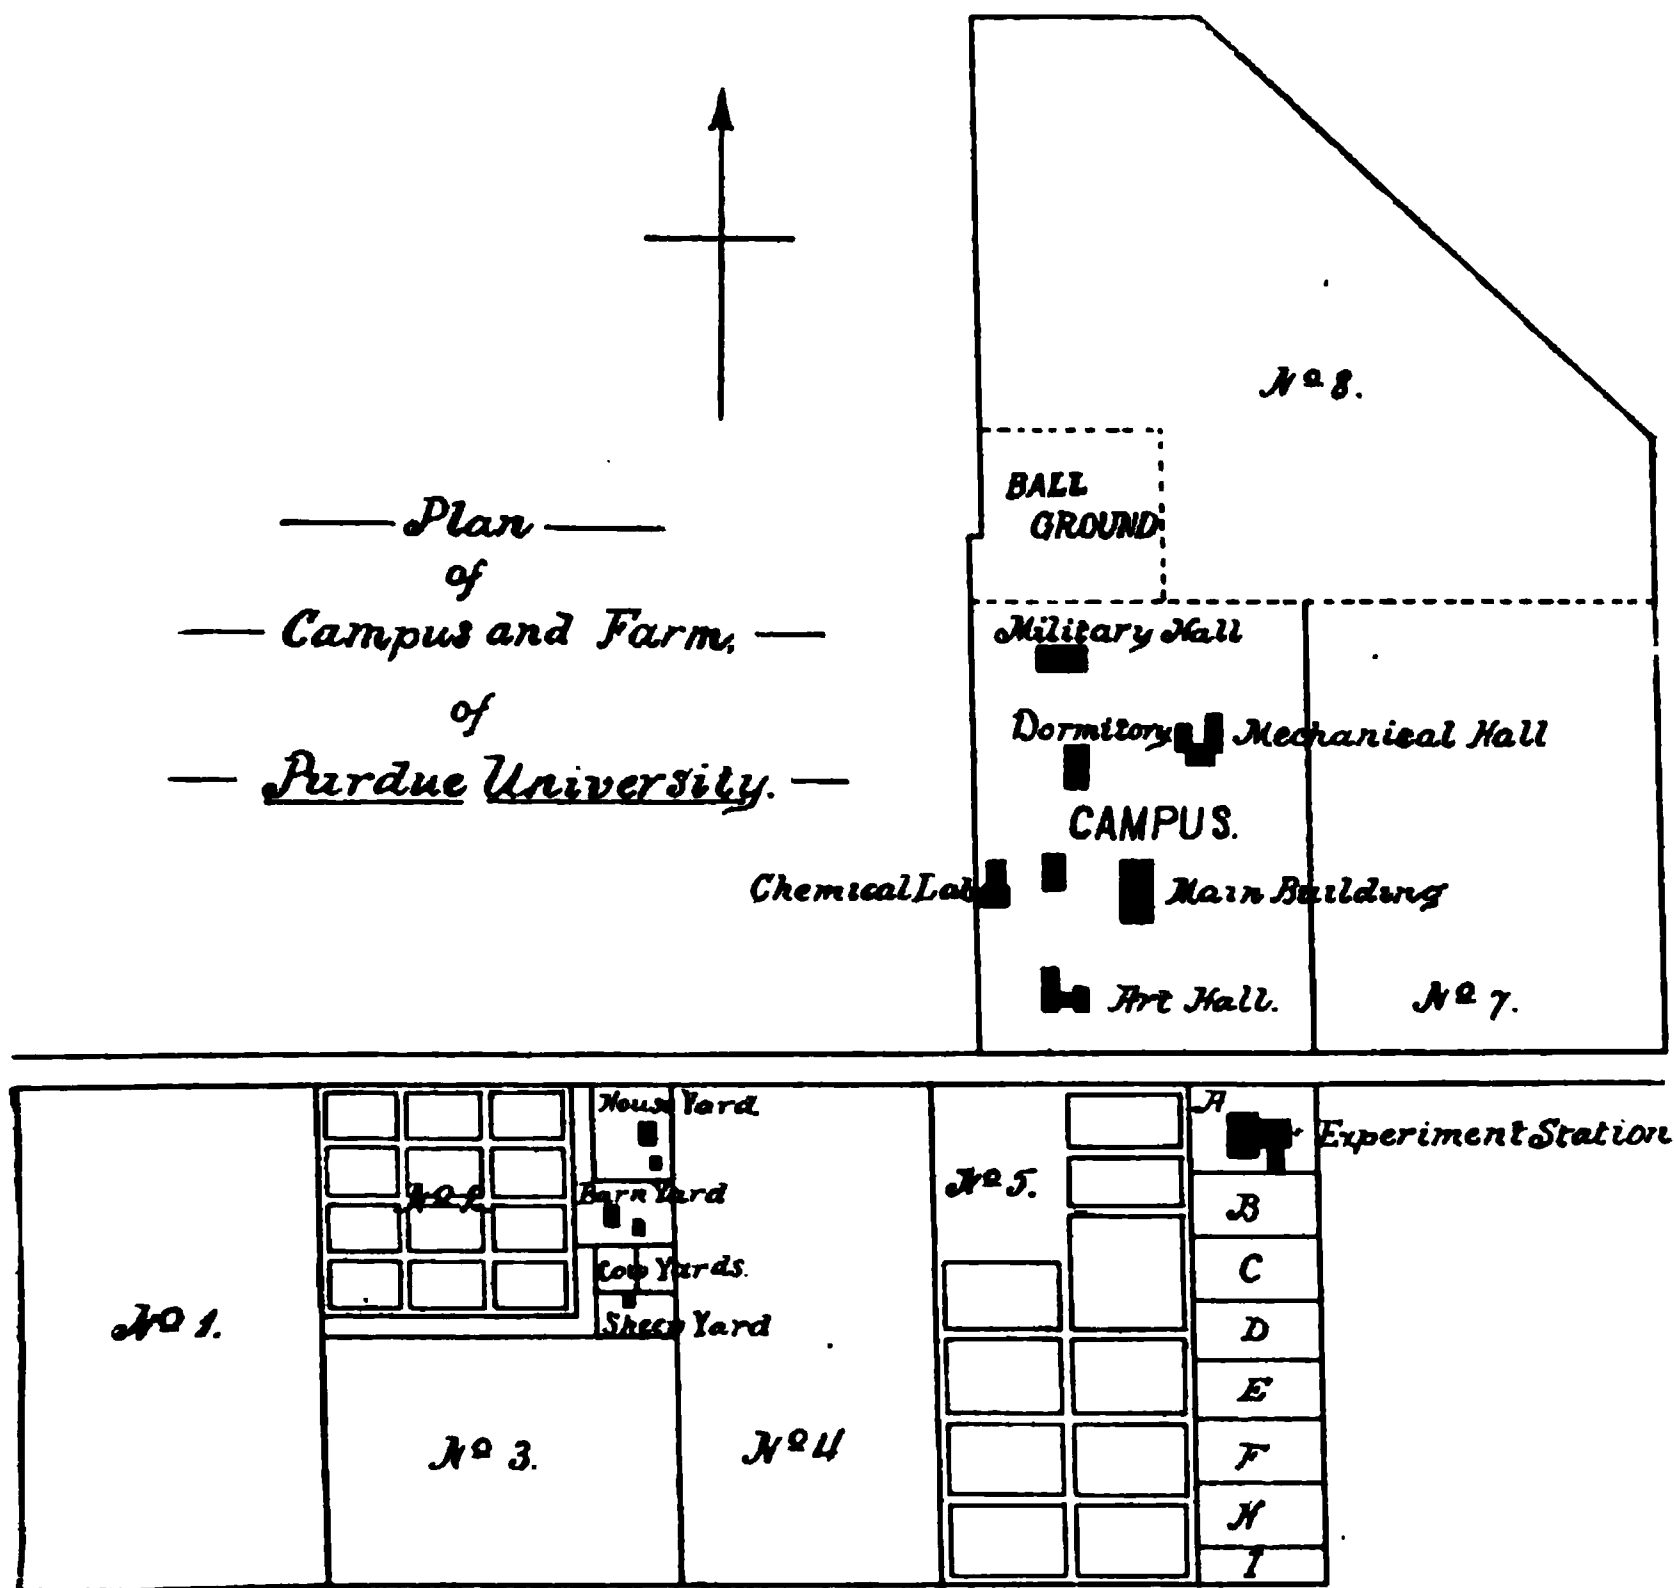 Plan
of
Campus and Farm,
of
Purdue University.
Nº 8.
BALL
GROUND
Military Hall
Dormitory
Mechanical Hall
CAMPUS.
Chemical Lab
Main Building
Art Hall.
Nº 7.
Nº 1.
Nº 2
House Yard.
Barn Yard
Cow Yards.
Sheep Yard
Nº 3.
Nº 4
Nº 5.
A
Experiment Station
B
C
D
E
F
H
I